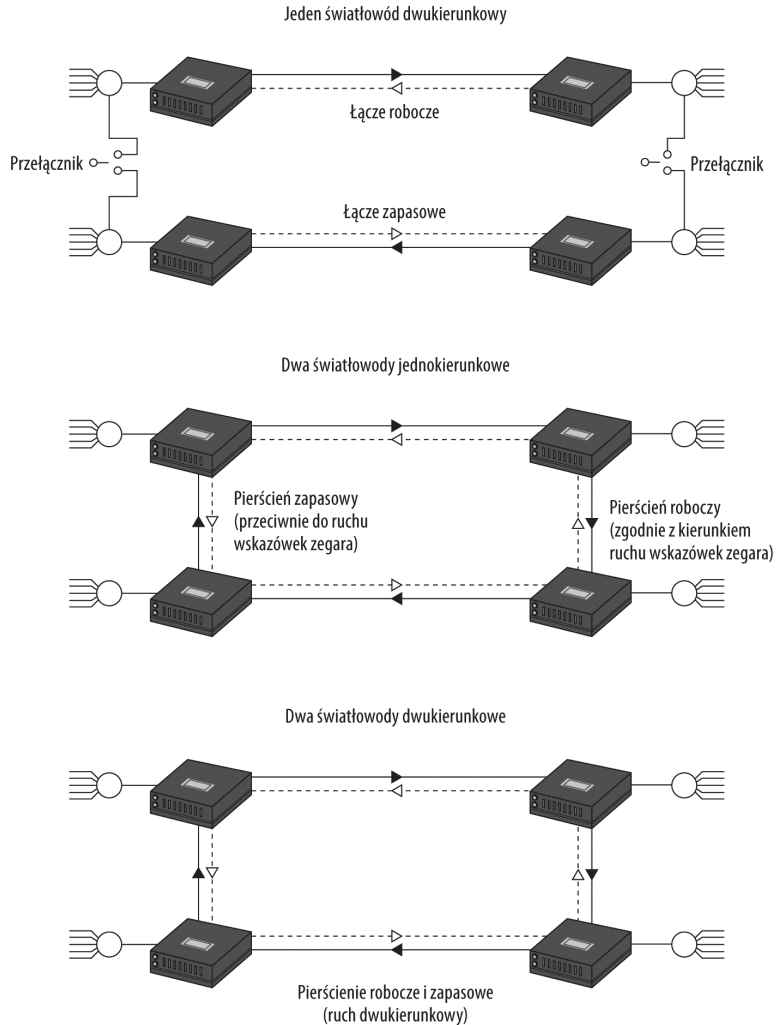 Jeden światłowód dwukierunkowy
Łącze robocze
Przełącznik
Przełącznik
Łącze zapasowe
Dwa światłowody jednokierunkowe
Pierścień zapasowy
(przeciwnie do ruchu
wskazówek zegara)
Pierścień roboczy
(zgodnie z kierunkiem
ruchu wskazówek zegara)
Dwa światłowody dwukierunkowe
Pierścienie robocze i zapasowe
(ruch dwukierunkowy)